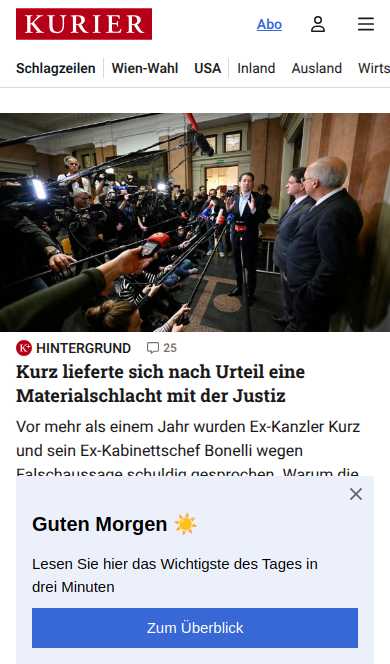 KURIER
Abo
Schlagzeilen
Wien-Wahl
USA
Inland
Ausland
Wirts
K+ HINTERGRUND
25
Kurz lieferte sich nach Urteil eine
Materialschlacht mit der Justiz
Vor mehr als einem Jahr wurden Ex-Kanzler Kurz
und sein Ex-Kabinettschef Bonelli wegen
Falschaussage schuldig gesprochen. Warum die
Guten Morgen ☀️
Lesen Sie hier das Wichtigste des Tages in
drei Minuten
Zum Überblick